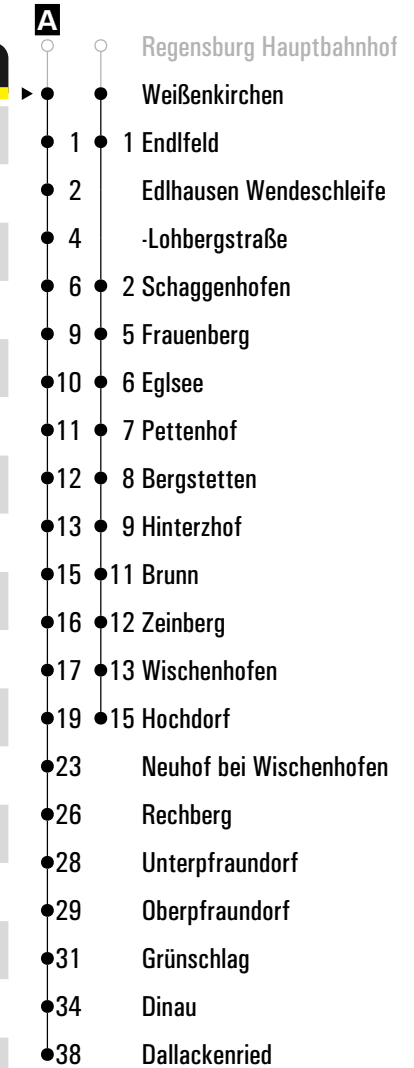 A
Regensburg Hauptbahnhof
Weißenkirchen
1 1 Endlfeld
2 Edlhausen Wendeschleife
4 -Lohbergstraße
6 2 Schaggenhofen
9 5 Frauenberg
10 6 Eglsee
11 7 Pettenhof
12 8 Bergstetten
13 9 Hinterzhof
15 11 Brunn
16 12 Zeinberg
17 13 Wischenhofen
19 15 Hochdorf
23 Neuhof bei Wischenhofen
26 Rechberg
28 Unterpfraundorf
29 Oberpfraundorf
31 Grünschlag
34 Dinau
38 Dallackenried